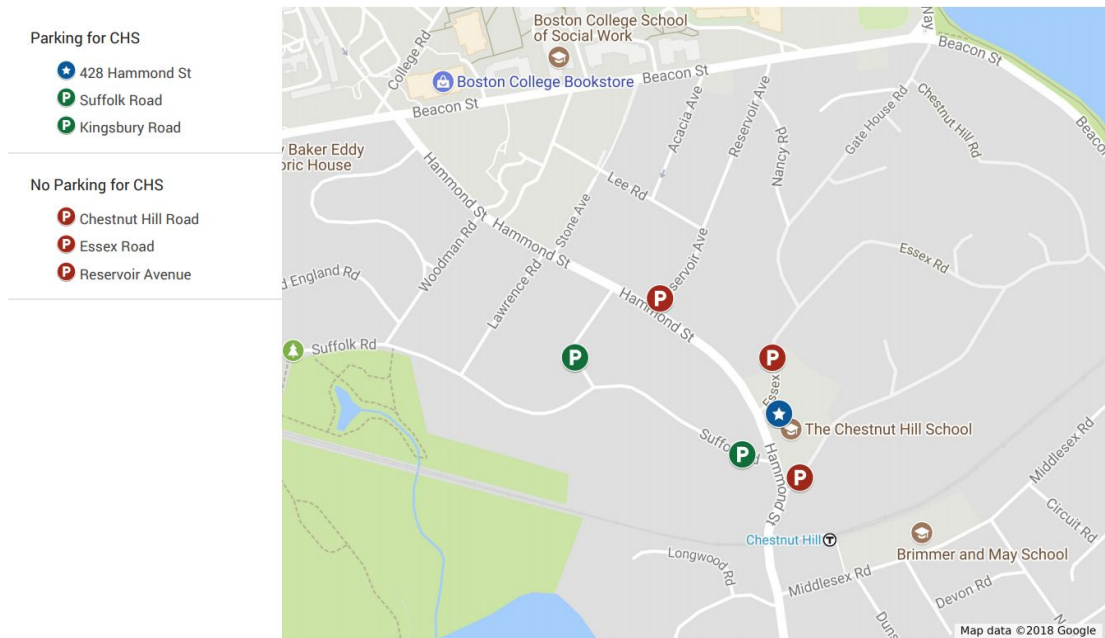 Parking for CHS
428 Hammond St
P Suffolk Road
P Kingsbury Road
No Parking for CHS
P Chestnut Hill Road
P Essex Road
P Reservoir Avenue
Boston College School
of Social Work
College Rd
Boston College Bookstore
Beacon St
Beacon St
Nay
Beacon St
Beaco
y Baker Eddy
oric House
Hammond St
Hammond St
Hammond St
Hammond St
Acacia Ave
Reservoir Ave
Nancy Rd
Gate House Rd
Chestnut Hill Rd
Lee Rd
Stone Ave
servoir Ave
Woodman Rd
Lawrence Rd
d England Rd
Essex Rd
Suffolk Rd
P
P
P
Essex
The Chestnut Hill School
Suffo
Rd
P
P
Chestnut Hill
T
Longwood Rd
Middlesex Rd
Middlesex Rd
Circuit Rd
Brimmer and May School
Devon Rd
Duns
N
Map data ©2018 Google